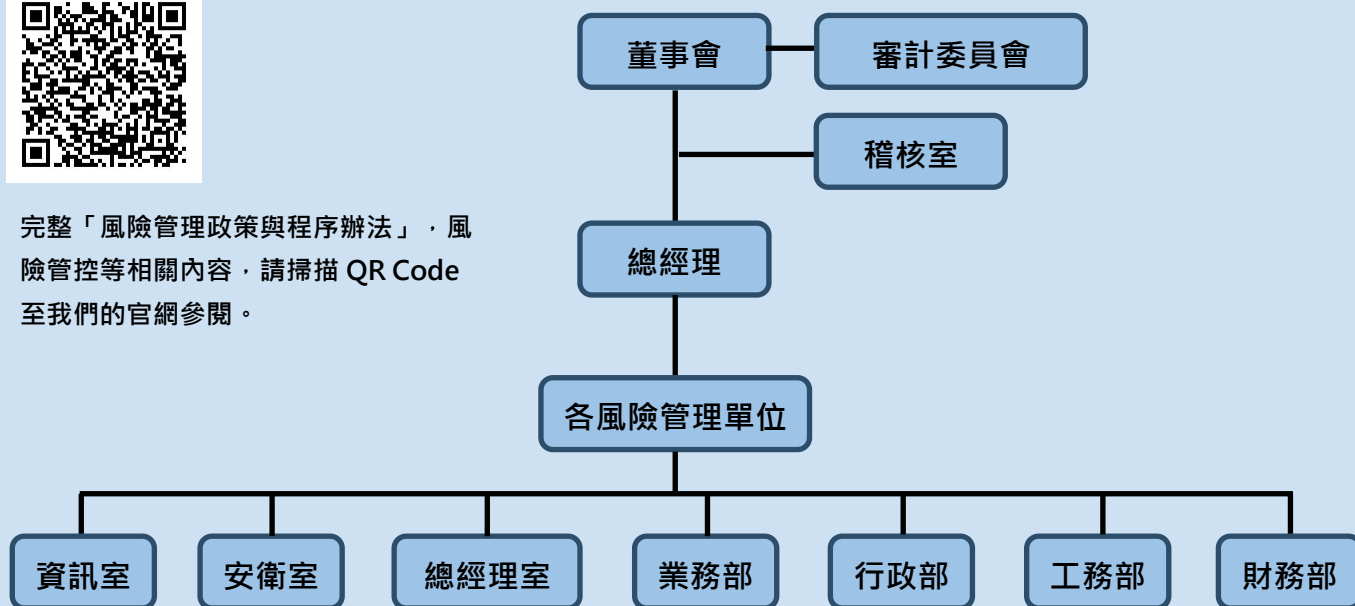 董事會
審計委員會
稽核室
完整「風險管理政策與程序辦法」，風
險管控等相關內容，請掃描 QR Code
至我們的官網參閱。
總經理
各風險管理單位
資訊室
安衛室
總經理室
業務部
行政部
工務部
財務部